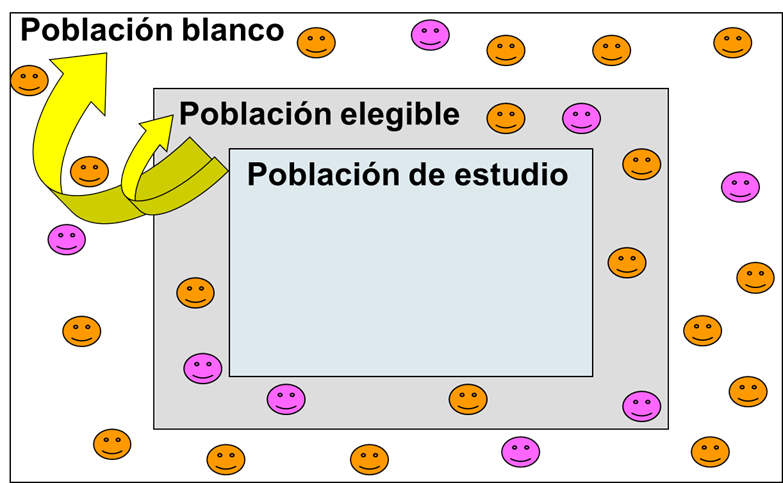 Población blanco
Población elegible
Población de estudio